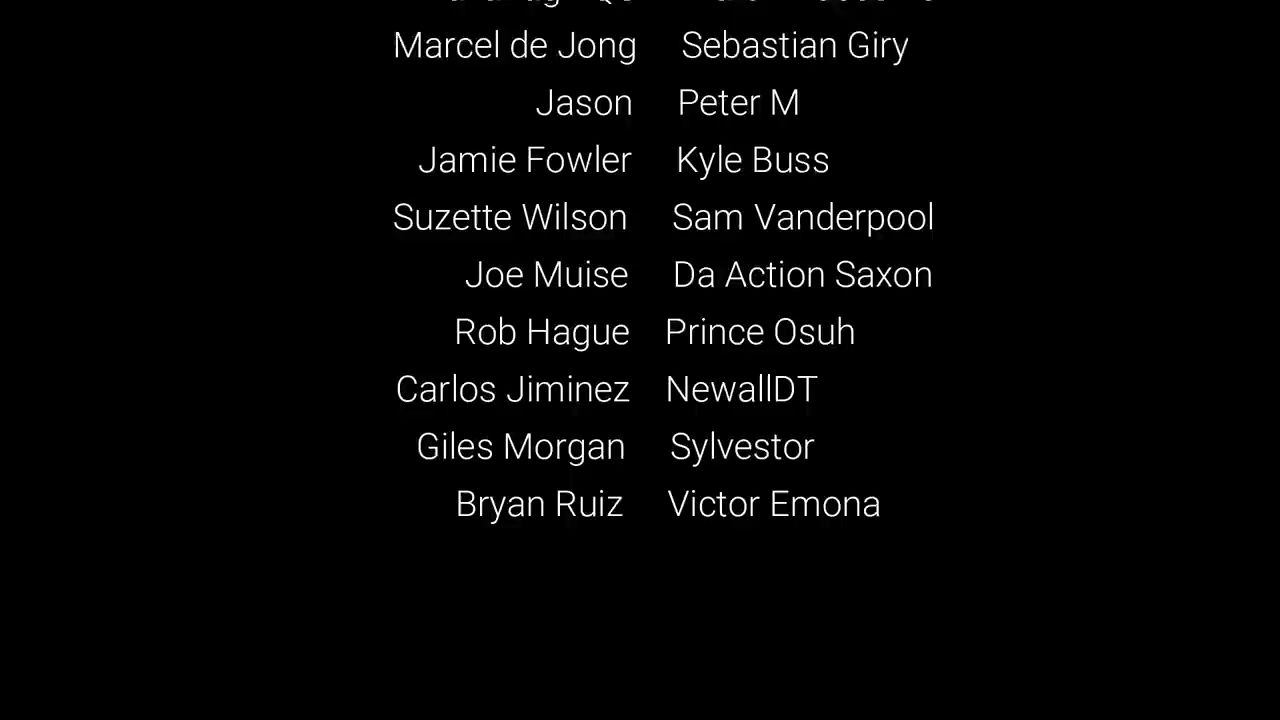 Marcel de Jong Sebastian Giry
Jason Peter M
Jamie Fowler Kyle Buss
Suzette Wilson Sam Vanderpool
Joe Muise Da Action Saxon
Rob Hague Prince Osuh
Carlos Jiminez NewallDT
Giles Morgan Sylvestor
Bryan Ruiz Victor Emona